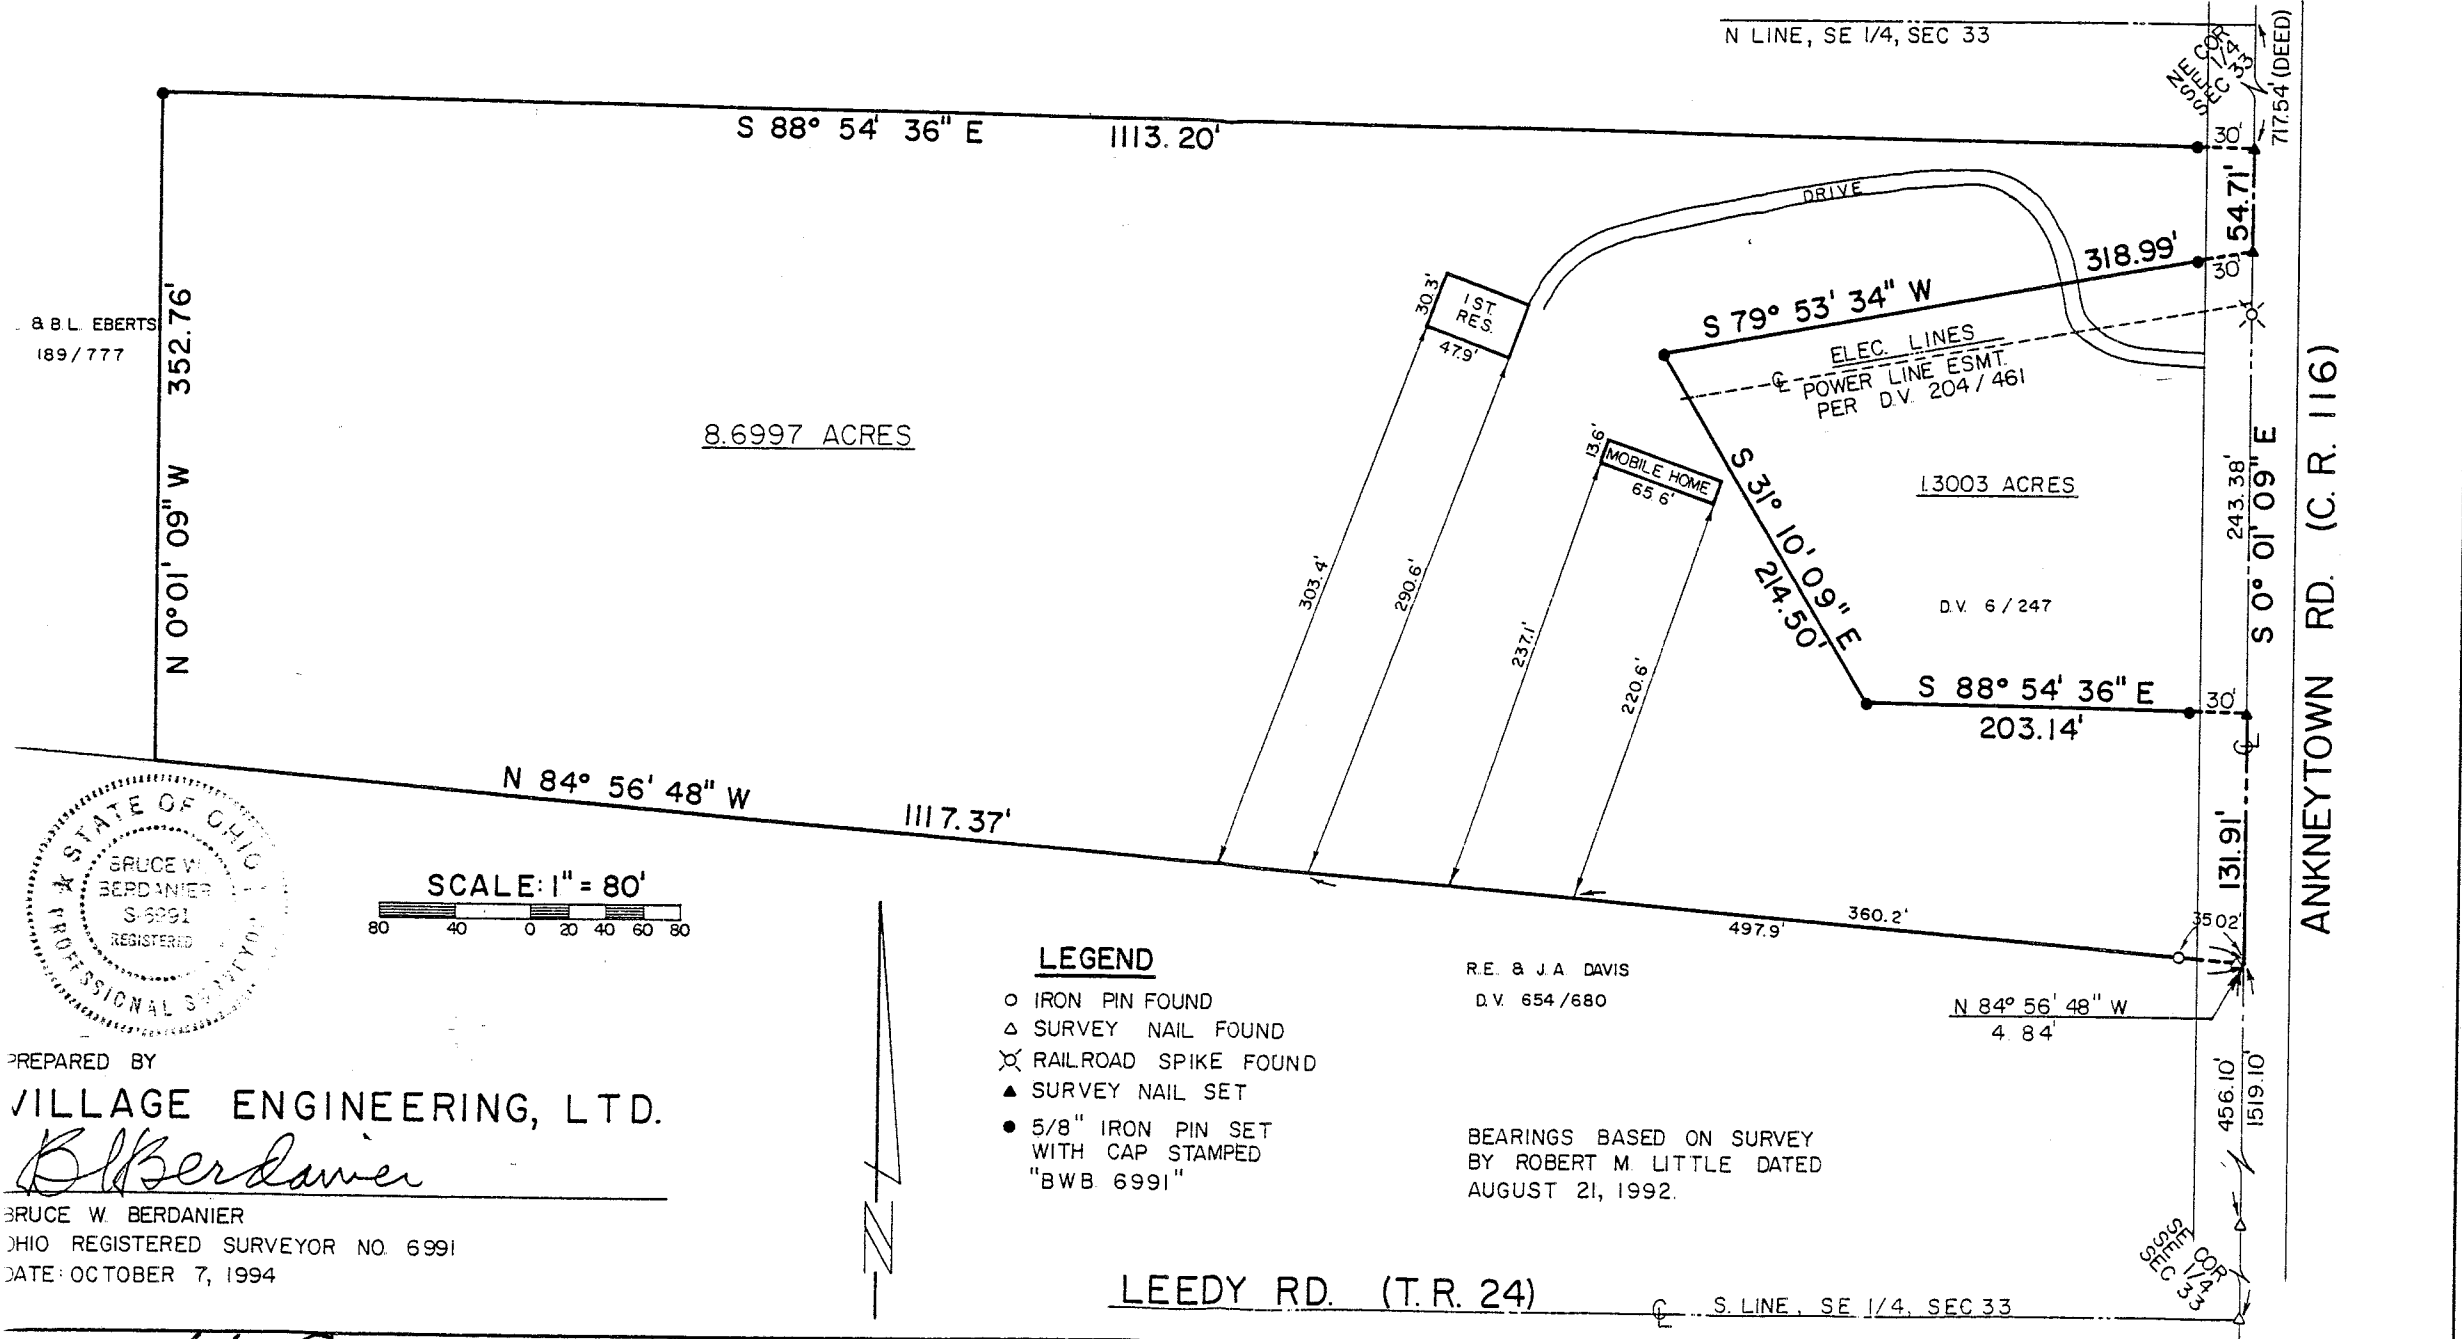 N LINE, SE 1/4, SEC 33
NE COR
SE 1/4
SEC 33
717.54' (DEED)
S 88° 54' 36" E 1113.20'
30'
54.71'
DRIVE
318.99'
30'
S 79° 53' 34" W
& B.L. EBERTS
189/777
N 0° 01' 09" W 352.76'
30.3'
1 ST.
RES.
47.9'
ELEC. LINES
℄ POWER LINE ESMT.
PER D.V. 204/461
8.6997 ACRES
13.6'
MOBILE HOME
65.6'
S 31° 10' 09" E
214.50'
1.3003 ACRES
243.38'
S 0° 01' 09" E
ANKNEYTOWN RD. (C. R. 116)
D.V. 6/247
303.4'
290.6'
237.1'
220.6'
S 88° 54' 36" E
203.14'
30'
℄
131.91'
N 84° 56' 48" W 1117.37'
360.2'
497.9'
35.02'
STATE OF OHIO
BRUCE W.
BERDANIER
S-6991
REGISTERED
PROFESSIONAL SURVEYOR
SCALE: 1" = 80'
80 40 0 20 40 60 80
LEGEND
IRON PIN FOUND
SURVEY NAIL FOUND
RAILROAD SPIKE FOUND
SURVEY NAIL SET
5/8" IRON PIN SET
WITH CAP STAMPED
"BWB 6991"
R.E. & J.A. DAVIS
D.V. 654/680
N 84° 56' 48" W
4.84'
456.10'
1519.10'
BEARINGS BASED ON SURVEY
BY ROBERT M. LITTLE DATED
AUGUST 21, 1992.
PREPARED BY
VILLAGE ENGINEERING, LTD.
B W Berdanier
BRUCE W. BERDANIER
OHIO REGISTERED SURVEYOR NO. 6991
DATE: OCTOBER 7, 1994
N
SE COR
SE 1/4
SEC 33
LEEDY RD. (T. R. 24)
℄ S. LINE, SE 1/4, SEC 33